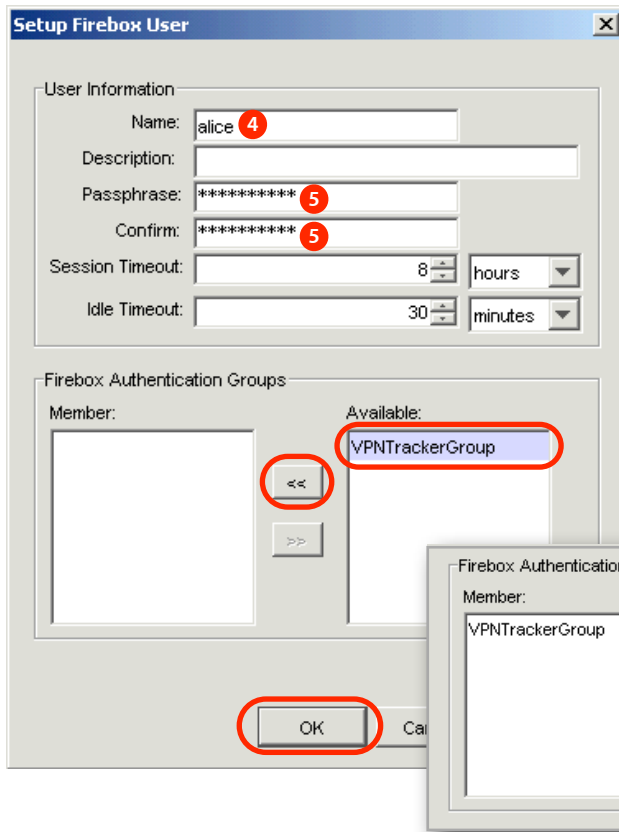 Setup Firebox User
User Information
Name: alice 4
Description:
Passphrase: ********** 5
Confirm: ********** 5
Session Timeout: 8 hours
Idle Timeout: 30 minutes
Firebox Authentication Groups
Member: Available:
VPNTrackerGroup
<<
>>
Firebox Authentication
Member:
VPNTrackerGroup
OK Ca